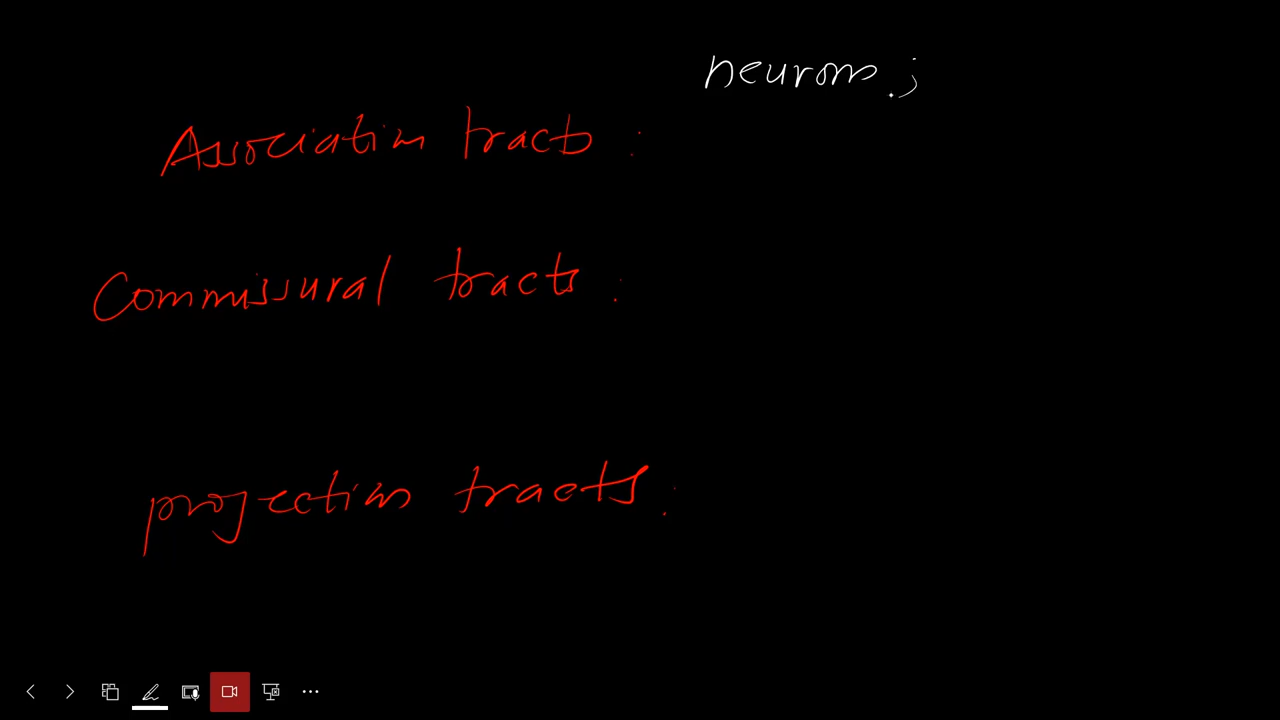 neurons ;
Association tracts :
Commissural tracts :
projection tracts :